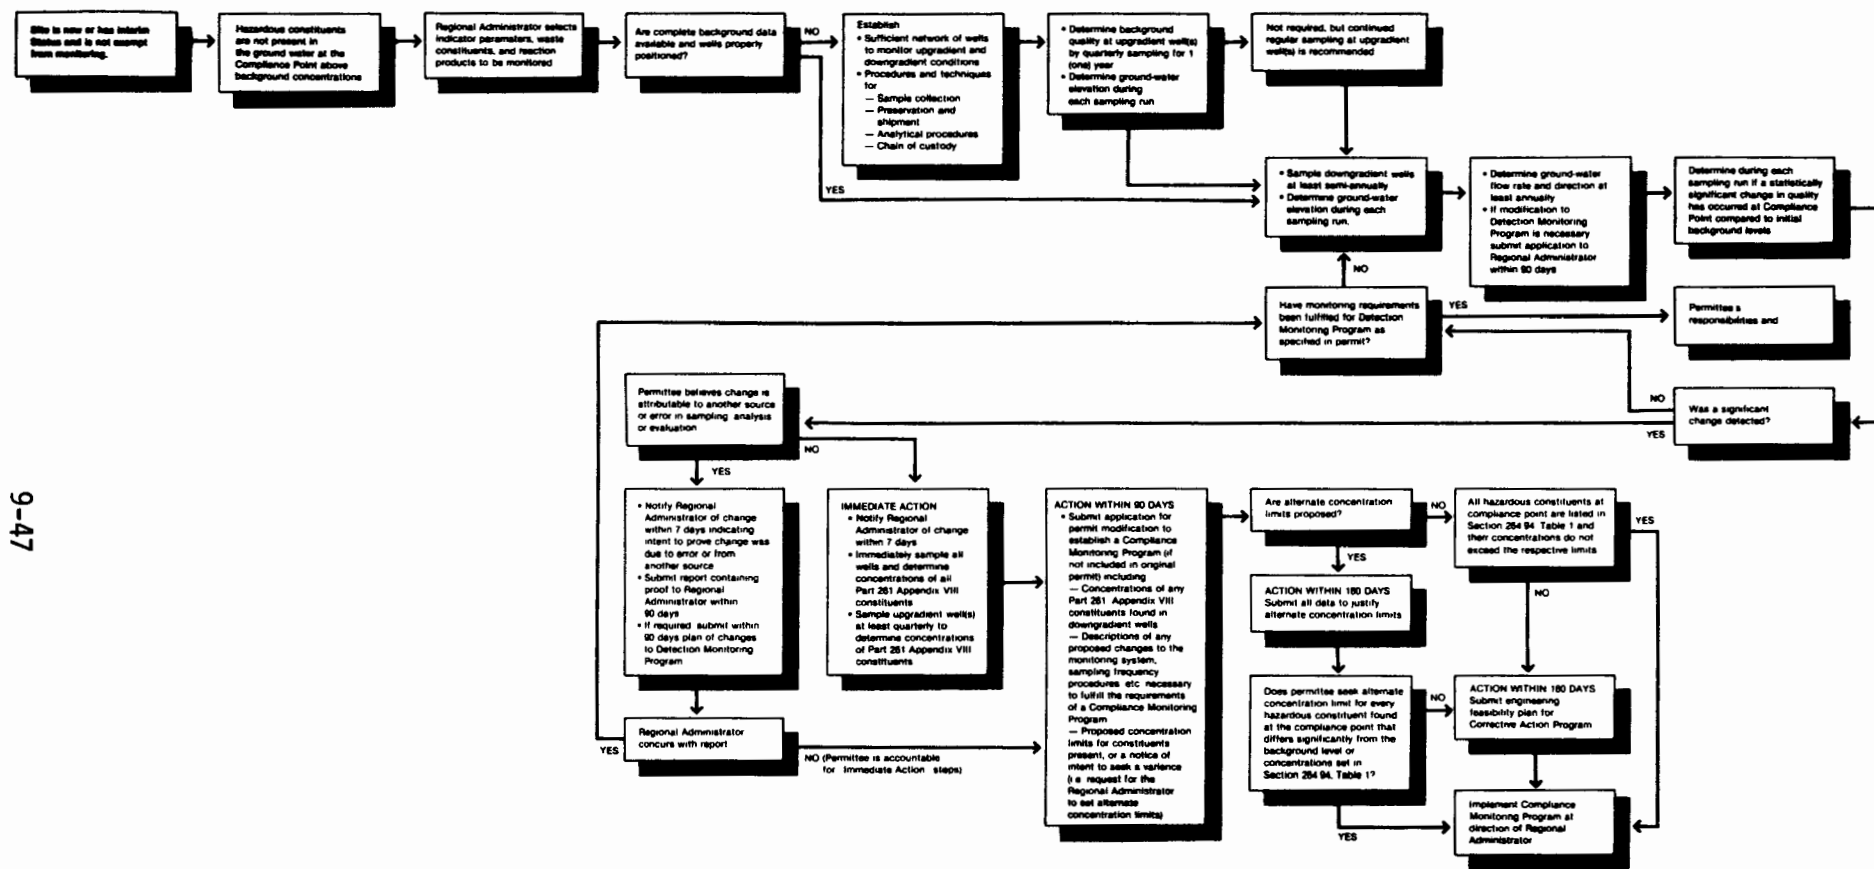 Site is new or has interim
Status and is not exempt
from monitoring.
Hazardous constituents
are not present in
the ground water at the
Compliance Point above
background concentrations
Regional Administrator selects
indicator parameters, waste
constituents, and reaction
products to be monitored
Are complete background data
available and wells properly
positioned?
NO
YES
Establish
• Sufficient network of wells
to monitor upgradient and
downgradient conditions
• Procedures and techniques
for
— Sample collection
— Preservation and
shipment
— Analytical procedures
— Chain of custody
• Determine background
quality at upgradient well(s)
by quarterly sampling for 1
(one) year
• Determine ground-water
elevation during
each sampling run
Not required, but continued
regular sampling at upgradient
well(s) is recommended
• Sample downgradient wells
at least semi-annually
• Determine ground-water
elevation during each
sampling run.
• Determine ground-water
flow rate and direction at
least annually
• If modification to
Detection Monitoring
Program is necessary
submit application to
Regional Administrator
within 90 days
Determine during each
sampling run if a statistically
significant change in quality
has occurred at Compliance
Point compared to initial
background levels
NO
Have monitoring requirements
been fulfilled for Detection
Monitoring Program as
specified in permit?
YES
Permittee s
responsibilities and
NO
YES
Was a significant
change detected?
Permittee believes change is
attributable to another source
or error in sampling analysis
or evaluation
NO
YES
• Notify Regional
Administrator of change
within 7 days indicating
intent to prove change was
due to error or from
another source
• Submit report containing
proof to Regional
Administrator within
90 days
• If required submit within
90 days plan of changes
to Detection Monitoring
Program
IMMEDIATE ACTION
• Notify Regional
Administrator of change
within 7 days
• Immediately sample all
wells and determine
concentrations of all
Part 261 Appendix VIII
constituents
• Sample upgradient well(s)
at least quarterly to
determine concentrations
of Part 261 Appendix VIII
constituents
Regional Administrator
concurs with report
YES
NO (Permittee is accountable
for Immediate Action steps)
ACTION WITHIN 90 DAYS
• Submit application for
permit modification to
establish a Compliance
Monitoring Program (if
not included in original
permit) including
— Concentrations of any
Part 261 Appendix VIII
constituents found in
downgradient wells
— Descriptions of any
proposed changes to the
monitoring system,
sampling frequency
procedures etc necessary
to fulfill the requirements
of a Compliance Monitoring
Program
— Proposed concentration
limits for constituents
present, or a notice of
intent to seek a variance
(i e request for the
Regional Administrator
to set alternate
concentration limits)
Are alternate concentration
limits proposed?
NO
YES
All hazardous constituents at
compliance point are listed in
Section 264 94 Table 1 and
their concentrations do not
exceed the respective limits
YES
NO
ACTION WITHIN 180 DAYS
Submit all data to justify
alternate concentration limits
Does permittee seek alternate
concentration limit for every
hazardous constituent found
at the compliance point that
differs significantly from the
background level or
concentrations set in
Section 264 94, Table 1?
NO
YES
ACTION WITHIN 180 DAYS
Submit engineering
feasibility plan for
Corrective Action Program
Implement Compliance
Monitoring Program at
direction of Regional
Administrator
9-47